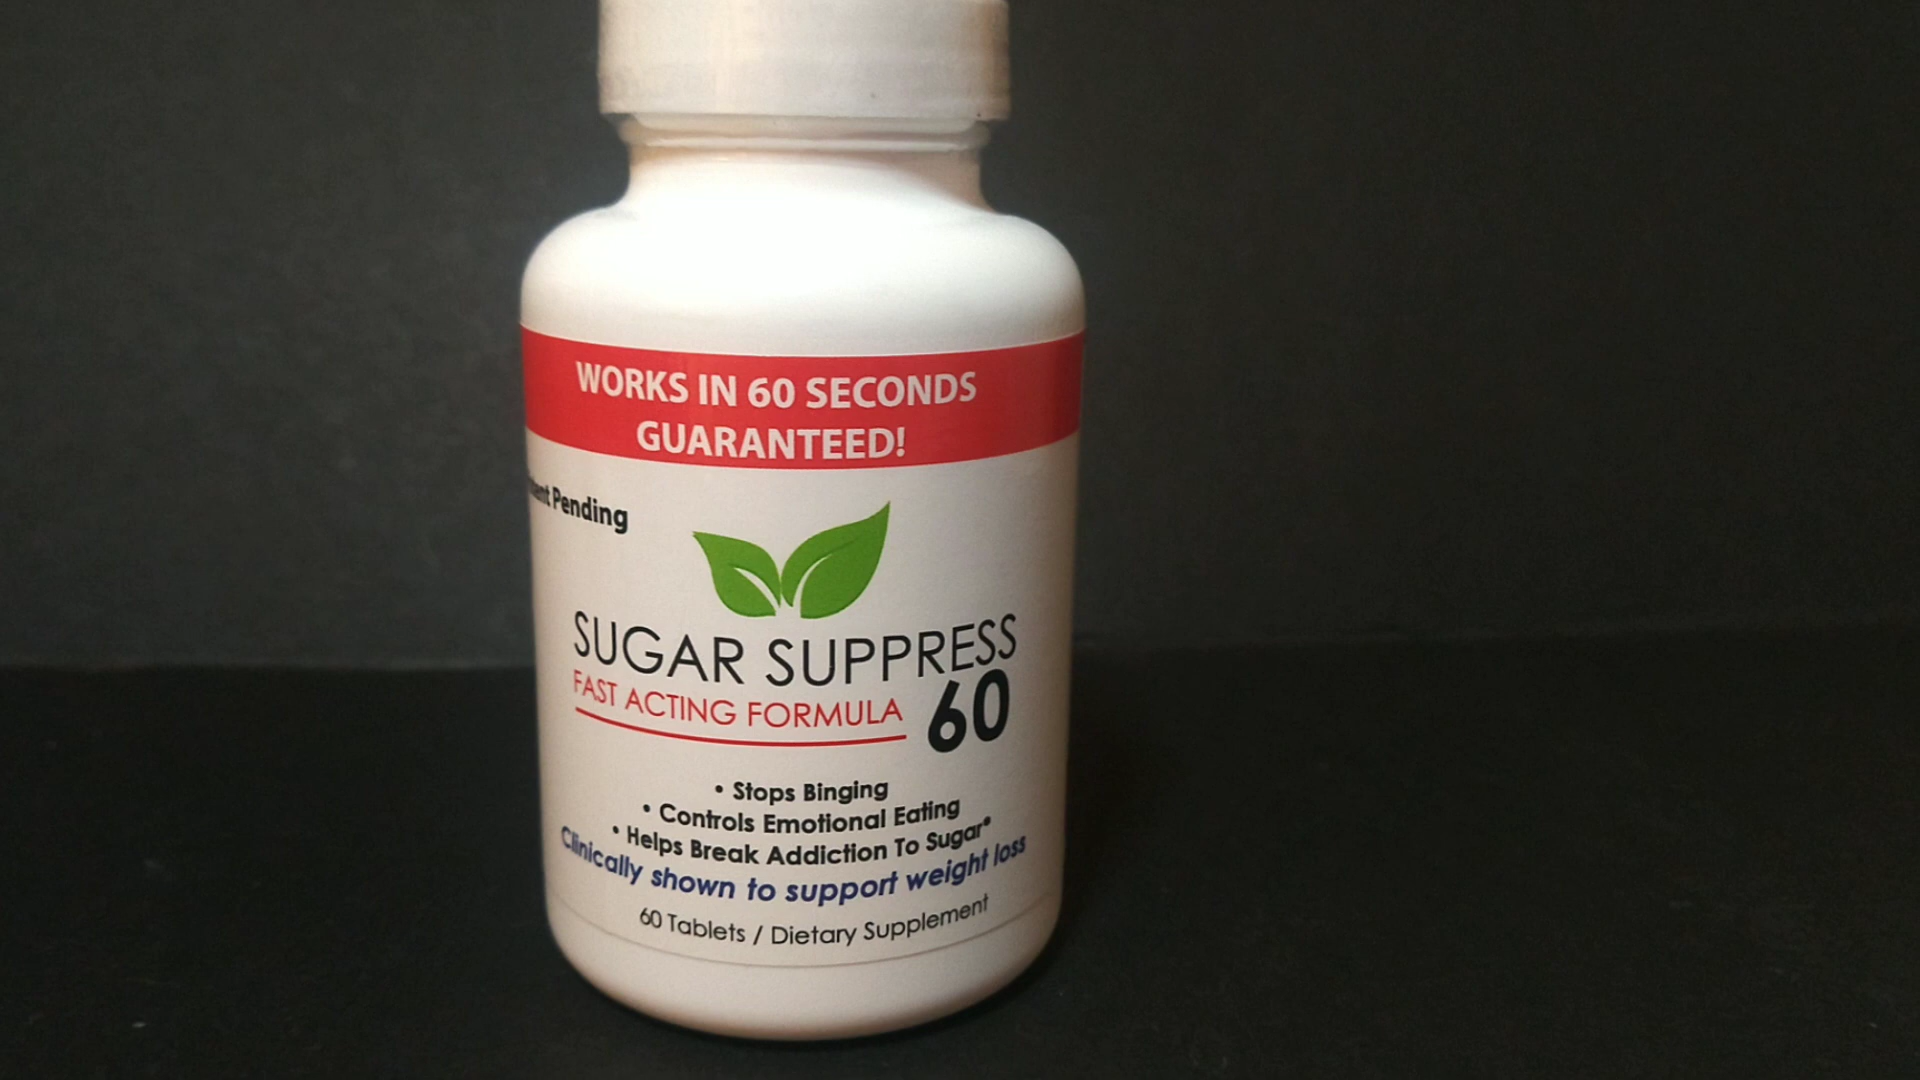 WORKS IN 60 SECONDS
GUARANTEED!
Pending
SUGAR SUPPRESS
FAST ACTING FORMULA 60
• Stops Binging
• Controls Emotional Eating
• Helps Break Addiction To Sugar*
Clinically shown to support weight loss
60 Tablets / Dietary Supplement